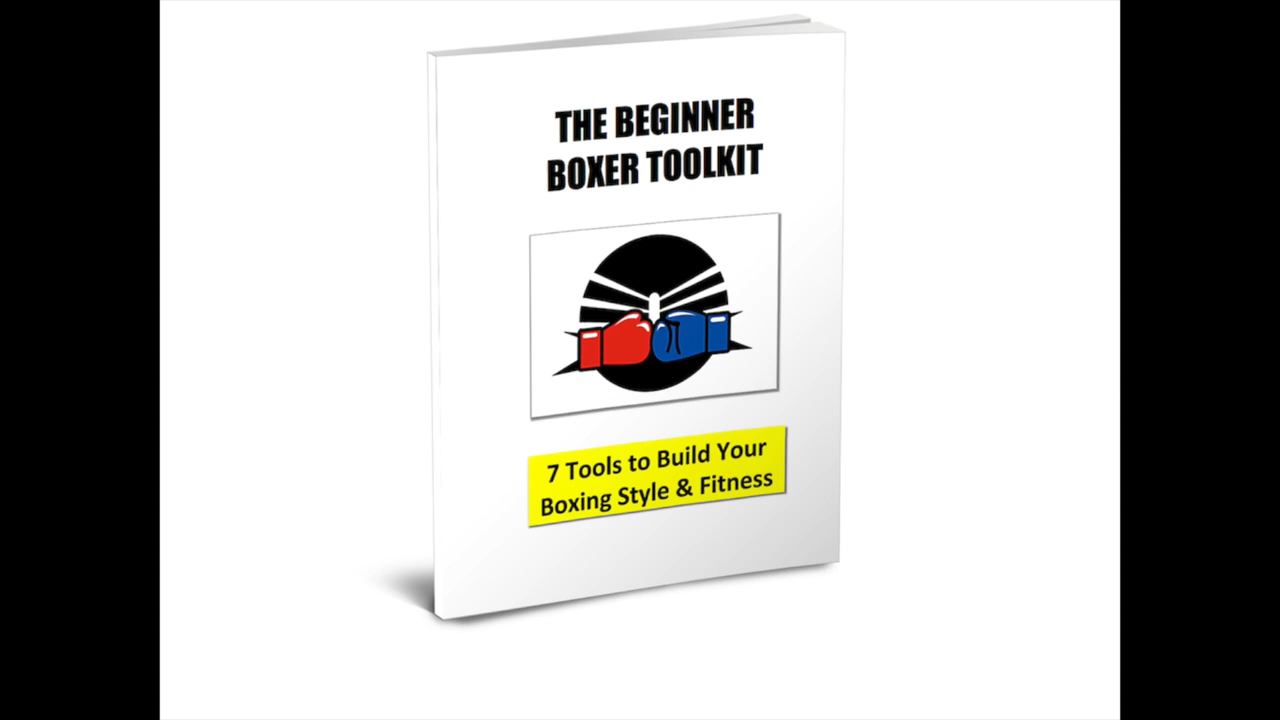 THE BEGINNER
BOXER TOOLKIT
7 Tools to Build Your
Boxing Style & Fitness